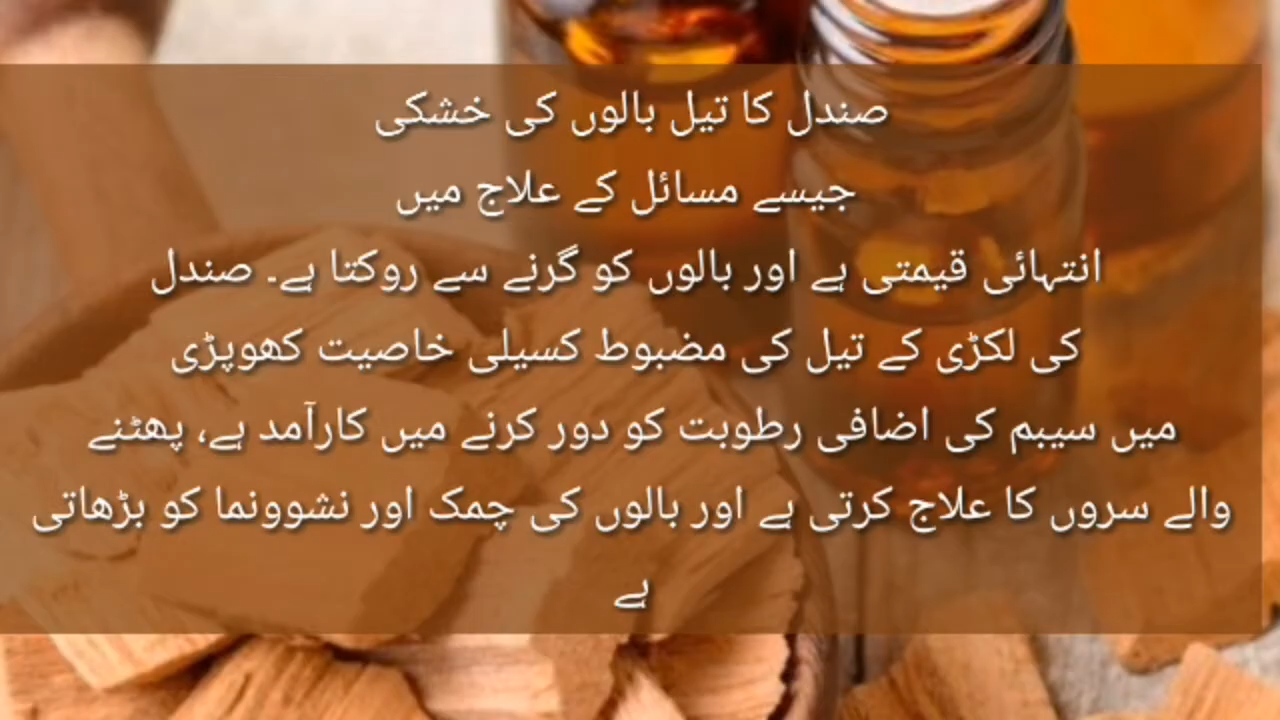 صندل کا تیل بالوں کی خشکی
جیسے مسائل کے علاج میں
انتہائی قیمتی ہے اور بالوں کو گرنے سے روکتا ہے۔ صندل
کی لکڑی کے تیل کی مضبوط کسیلی خاصیت کھوپڑی
میں سیبم کی اضافی رطوبت کو دور کرنے میں کارآمد ہے، پھٹنے
والے سروں کا علاج کرتی ہے اور بالوں کی چمک اور نشوونما کو بڑھاتی
ہے